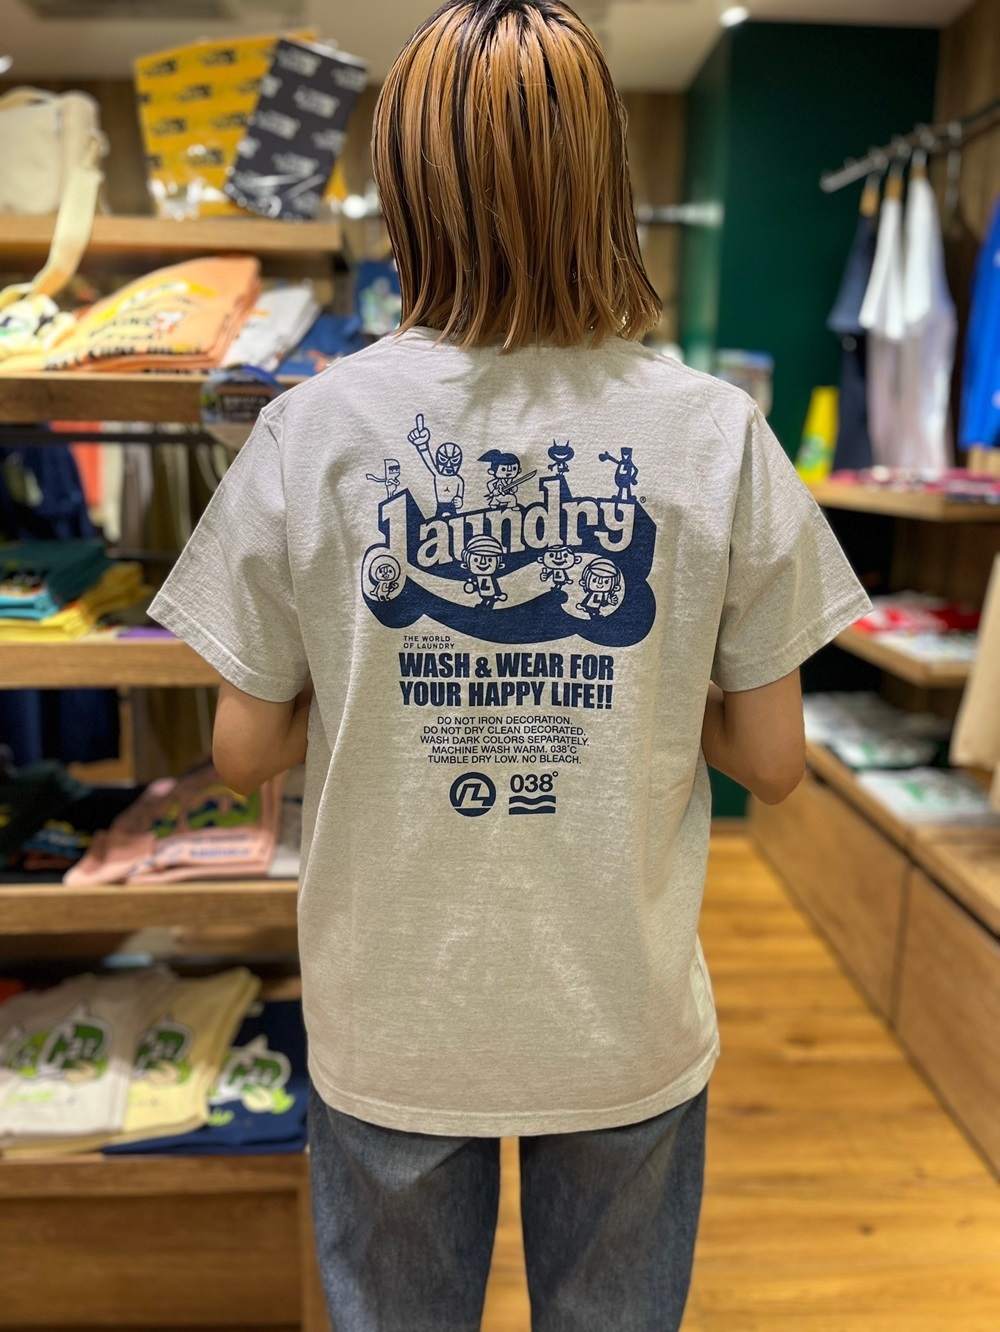 laundry®
THE WORLD
OF LAUNDRY
WASH & WEAR FOR
YOUR HAPPY LIFE!!
DO NOT IRON DECORATION.
DO NOT DRY CLEAN DECORATED.
WASH DARK COLORS SEPARATELY.
MACHINE WASH WARM. 038°C
TUMBLE DRY LOW. NO BLEACH.
038°